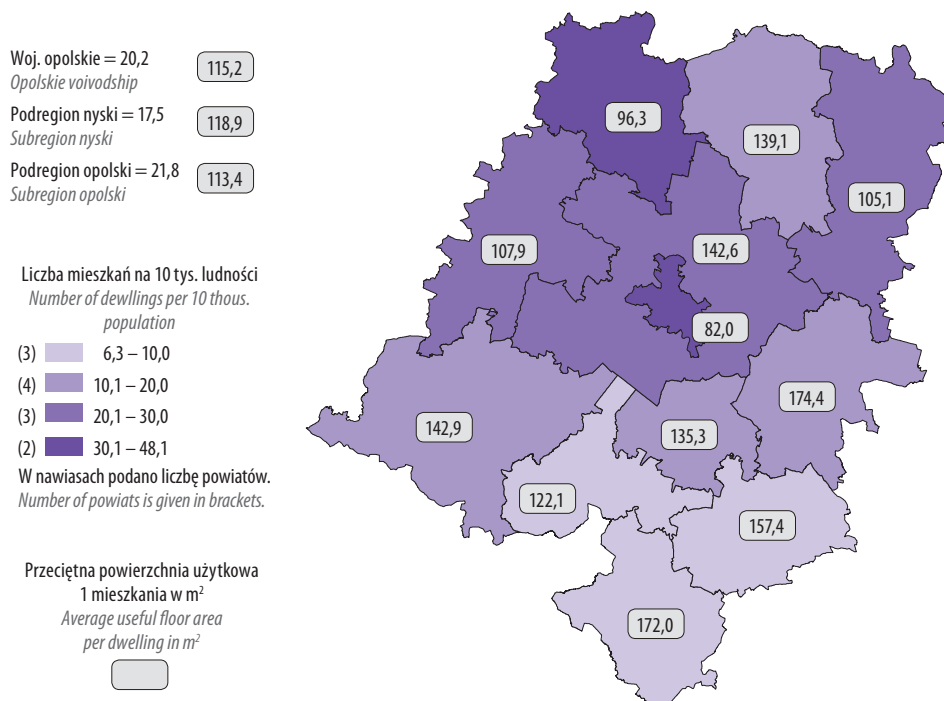 Woj. opolskie = 20,2
Opolskie voivodship
115,2
Podregion nyski = 17,5
Subregion nyski
118,9
Podregion opolski = 21,8
Subregion opolski
113,4
Liczba mieszkań na 10 tys. ludności
Number of dewllings per 10 thous.
population
(3) 6,3 – 10,0
(4) 10,1 – 20,0
(3) 20,1 – 30,0
(2) 30,1 – 48,1
W nawiasach podano liczbę powiatów.
Number of powiats is given in brackets.
Przeciętna powierzchnia użytkowa
1 mieszkania w m²
Average useful floor area
per dwelling in m²
96,3
139,1
105,1
107,9
142,6
82,0
174,4
142,9
135,3
122,1
157,4
172,0